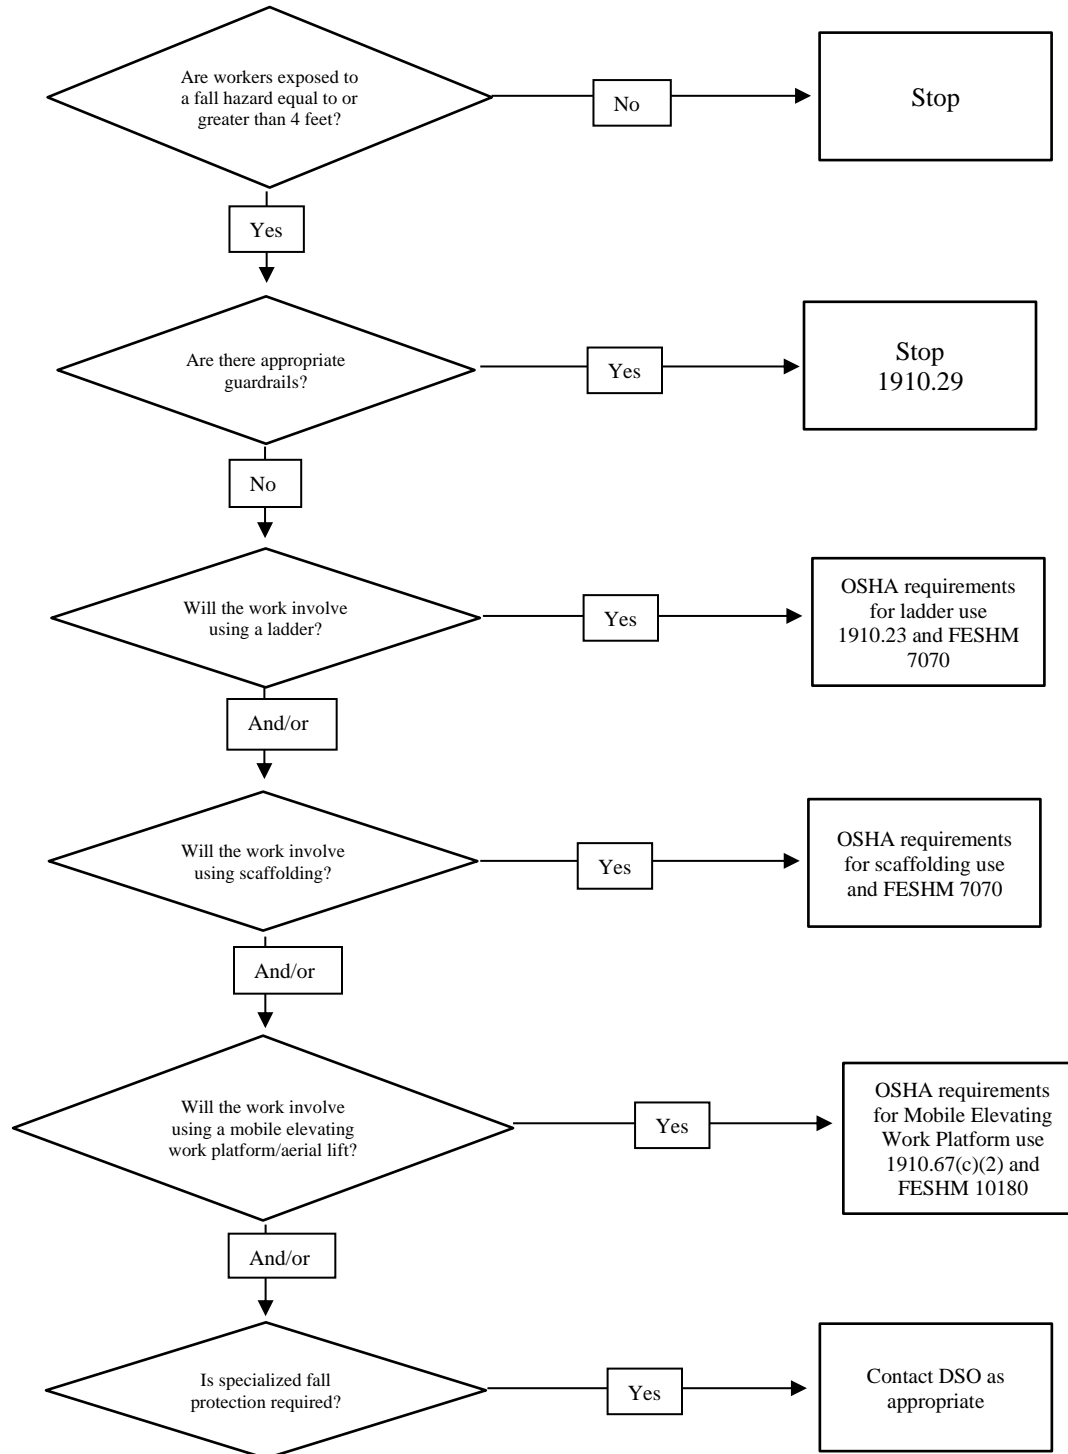 Are workers exposed to
a fall hazard equal to or
greater than 4 feet?
No
Stop
Yes
Are there appropriate
guardrails?
Yes
Stop
1910.29
No
Will the work involve
using a ladder?
Yes
OSHA requirements
for ladder use
1910.23 and FESHM
7070
And/or
Will the work involve
using scaffolding?
Yes
OSHA requirements
for scaffolding use
and FESHM 7070
And/or
Will the work involve
using a mobile elevating
work platform/aerial lift?
Yes
OSHA requirements
for Mobile Elevating
Work Platform use
1910.67(c)(2) and
FESHM 10180
And/or
Is specialized fall
protection required?
Yes
Contact DSO as
appropriate